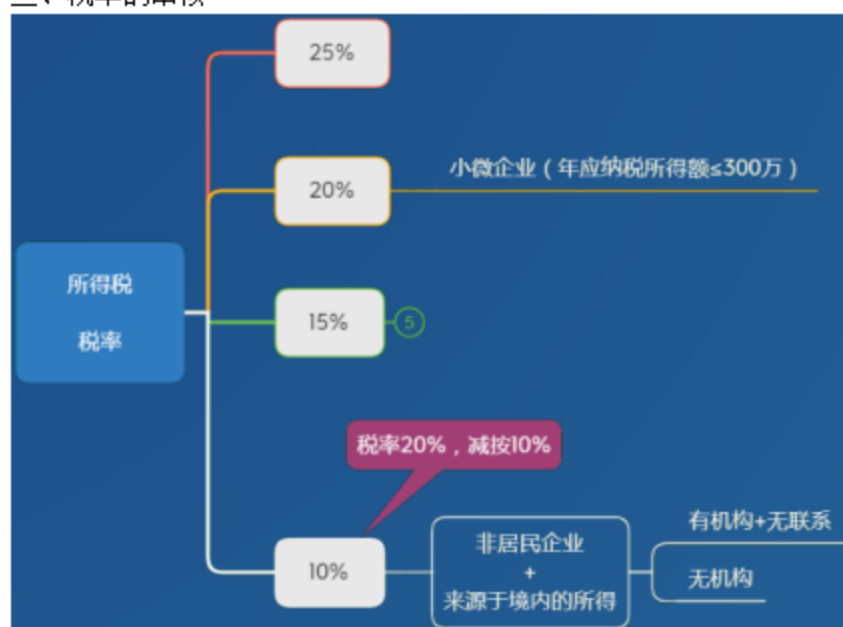 25%
20%
小微企业（年应纳税所得额≤300万）
所得税
税率
15%
5
税率20%，减按10%
10%
非居民企业
+
来源于境内的所得
有机构+无联系
无机构